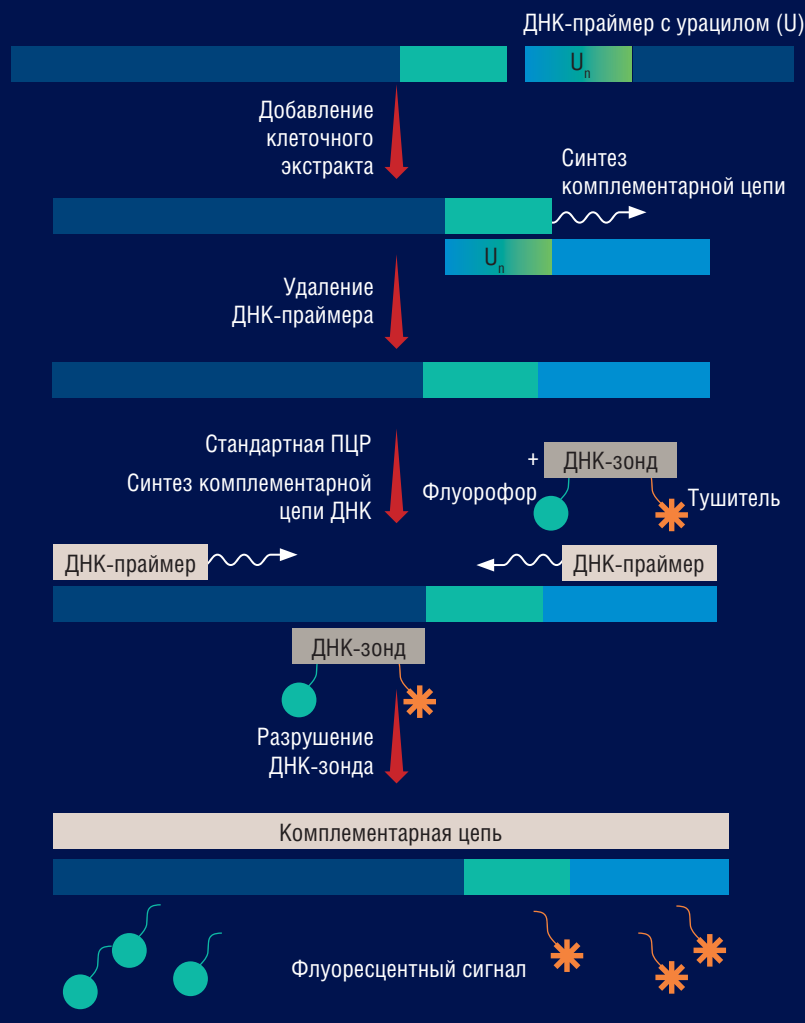 ДНК-праймер с урацилом (U)
Un
Добавление
клеточного
экстракта
Синтез
комплементарной цепи
Un
Удаление
ДНК-праймера
Стандартная ПЦР
Синтез комплементарной
цепи ДНК
+ ДНК-зонд
Флуорофор
Тушитель
ДНК-праймер
ДНК-праймер
ДНК-зонд
Разрушение
ДНК-зонда
Комплементарная цепь
Флуоресцентный сигнал